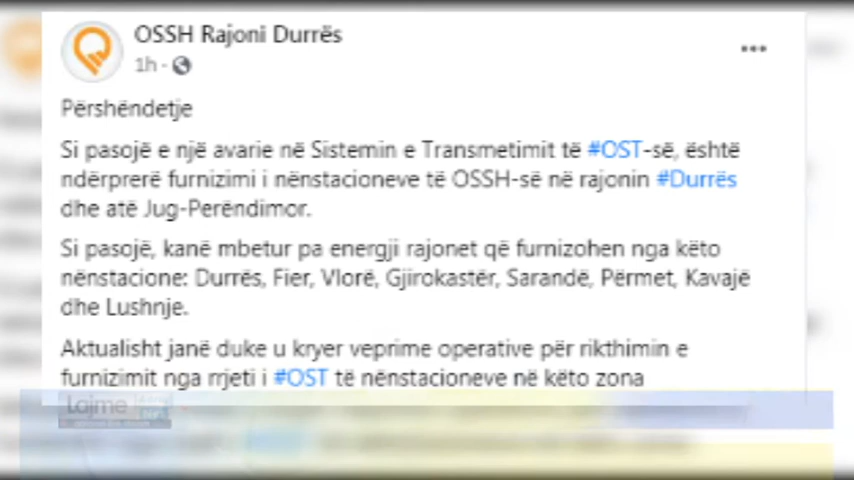 OSSH Rajoni Durrës
1h
Përshëndetje
Si pasojë e një avarie në Sistemin e Transmetimit të #OST-së, është
ndërprerë furnizimi i nënstacioneve të OSSH-së në rajonin #Durrës
dhe atë Jug-Perëndimor.
Si pasojë, kanë mbetur pa energji rajonet që furnizohen nga këto
nënstacione: Durrës, Fier, Vlorë, Gjirokastër, Sarandë, Përmet, Kavajë
dhe Lushnje.
Aktualisht janë duke u kryer veprime operative për rikthimin e
furnizimit nga rrjeti i #OST të nënstacioneve në këto zona
Lajme